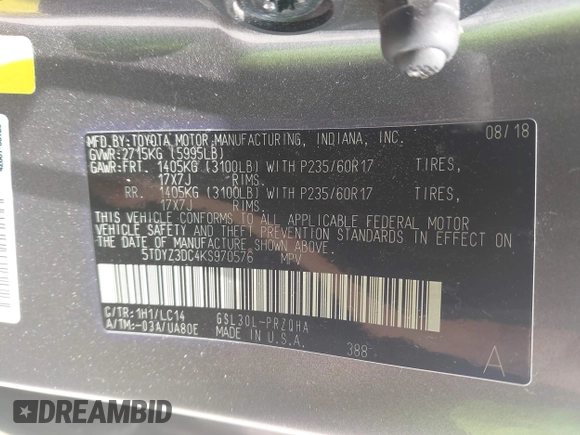 MFD.BY:TOYOTA MOTOR MANUFACTURING, INDIANA, INC. 08/18
GVWR:2715KG (5995LB)
GAWR:FRT. 1405KG (3100LB) WITH P235/60R17 TIRES,
17X7J RIMS.
RR. 1405KG (3100LB) WITH P235/60R17 TIRES,
17X7J RIMS.
THIS VEHICLE CONFORMS TO ALL APPLICABLE FEDERAL MOTOR
VEHICLE SAFETY AND THEFT PREVENTION STANDARDS IN EFFECT ON
THE DATE OF MANUFACTURE SHOWN ABOVE.
5TDYZ3DC4KS970576 MPV
C/TR:1H1/LC14 GSL30L-PRZQHA
A/TM:-03A/UA80E MADE IN U.S.A. 388 A
DREAMBID